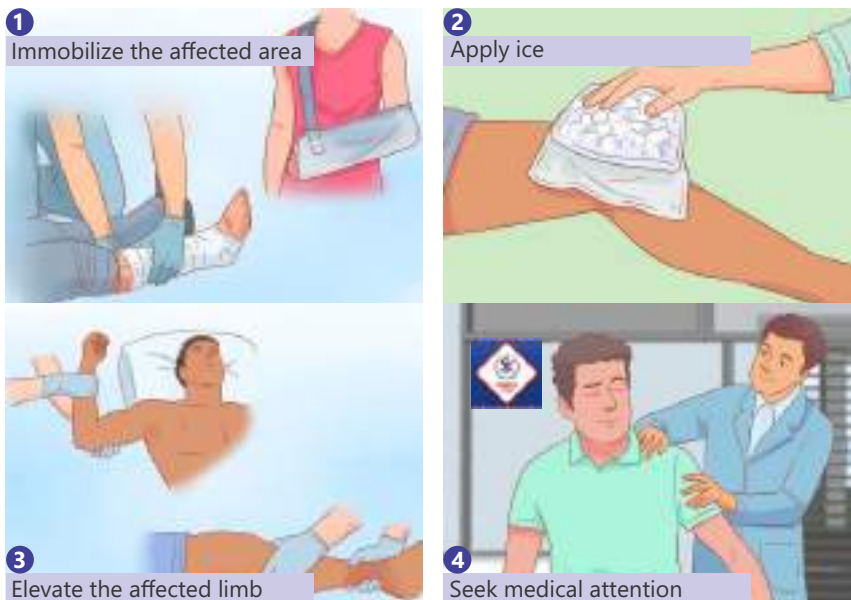 1
Immobilize the affected area
2
Apply ice
3
Elevate the affected limb
4
Seek medical attention